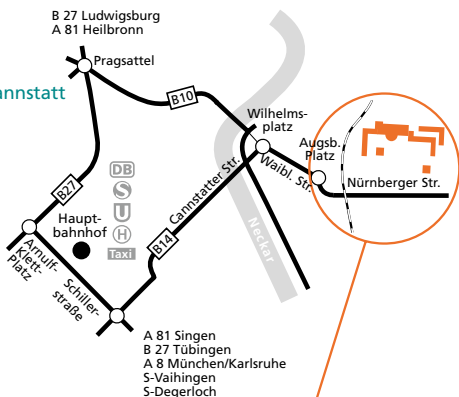 B 27 Ludwigsburg
A 81 Heilbronn
Pragsattel
annstatt
B10
Wilhelms-
platz
Augsb.
Platz
Waibl. Str.
Nürnberger Str.
Cannstatter Str.
Neckar
B27
DB
S
U
H
Taxi
Haupt-
bahnhof
B14
Arnulf-
Klett-
Platz
Schiller-
straße
A 81 Singen
B 27 Tübingen
A 8 München/Karlsruhe
S-Vaihingen
S-Degerloch